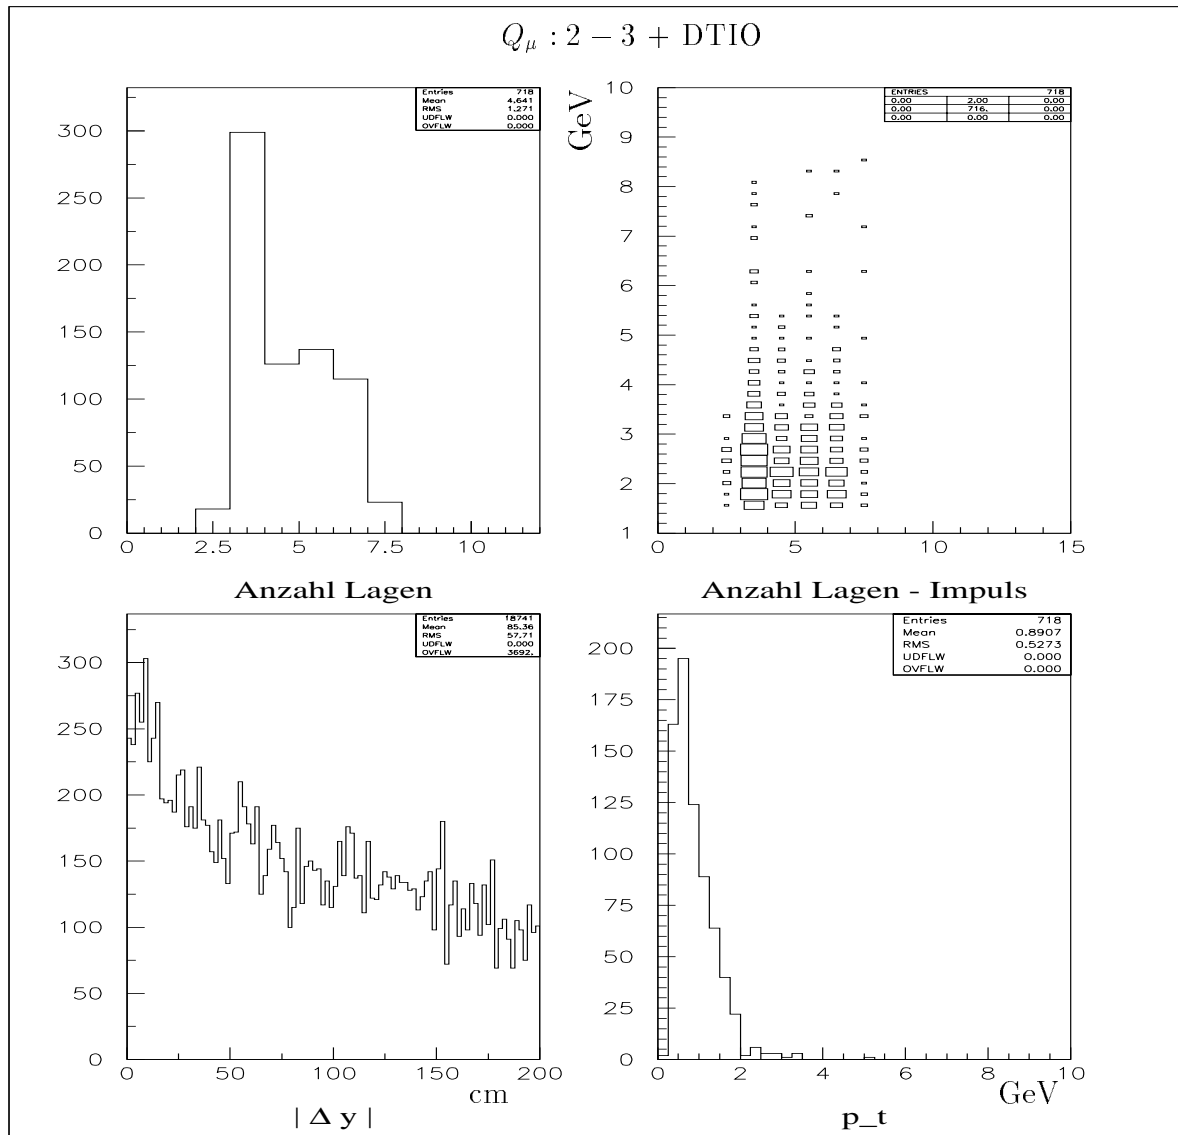 Q_μ : 2 − 3 + DTIO
Entries 718
Mean 4.641
RMS 1.271
UDFLW 0.000
OVFLW 0.000
300
250
200
150
100
50
0
0 2.5 5 7.5 10
Anzahl Lagen
GeV
ENTRIES 718
0.00 2.00 0.00
0.00 716. 0.00
0.00 0.00 0.00
10
9
8
7
6
5
4
3
2
1
0 5 10 15
Anzahl Lagen - Impuls
Entries 18741
Mean 85.36
RMS 57.71
UDFLW 0.000
OVFLW 3692.
300
250
200
150
100
50
0
0 50 100 150 200
cm
| Δ y |
Entries 718
Mean 0.8907
RMS 0.5273
UDFLW 0.000
OVFLW 0.000
200
175
150
125
100
75
50
25
0
0 2 4 6 8 10
GeV
p_t